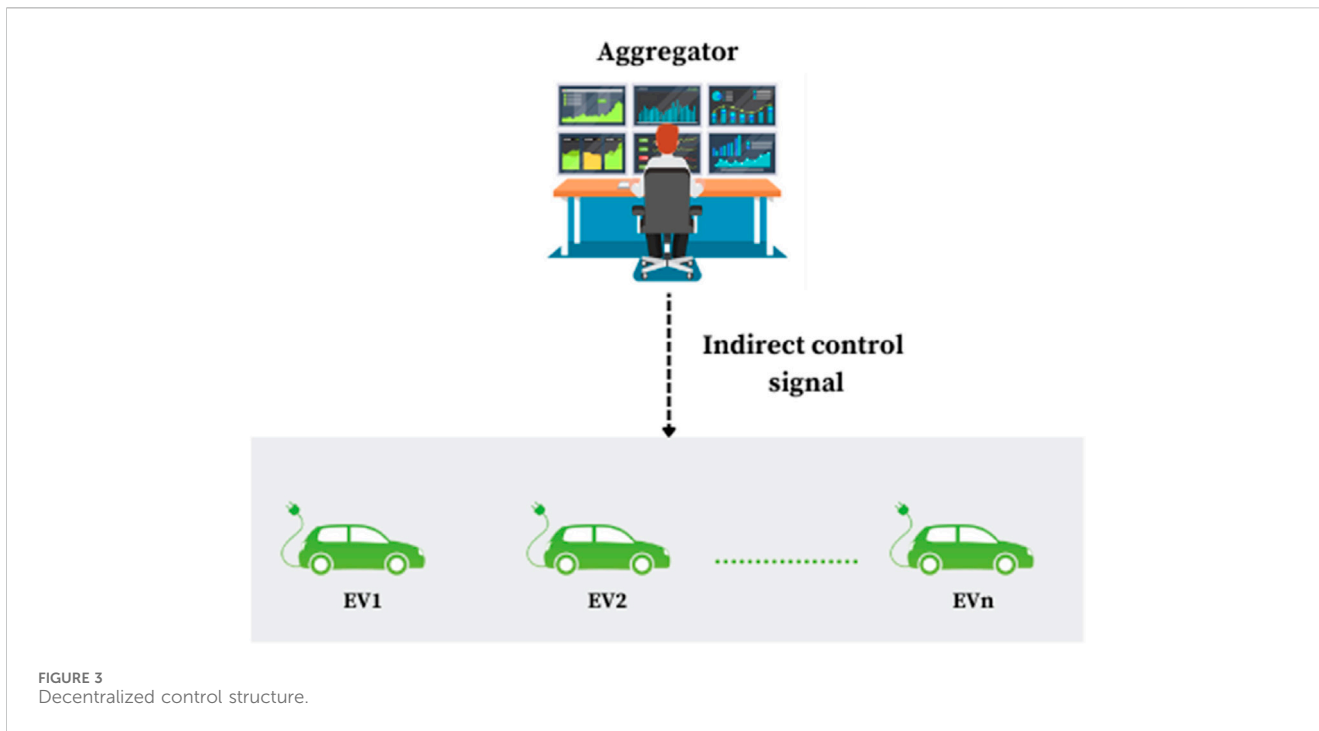 Aggregator
Indirect control
signal
EV1
EV2
EVn
FIGURE 3
Decentralized control structure.